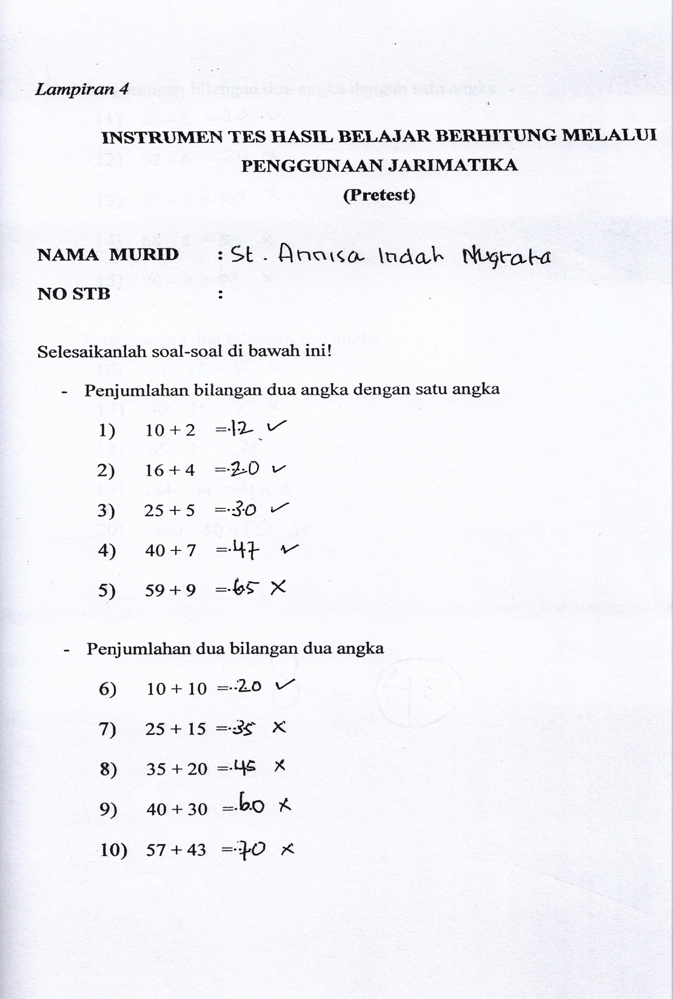 Lampiran 4
INSTRUMEN TES HASIL BELAJAR BERHITUNG MELALUI
PENGGUNAAN JARIMATIKA
(Pretest)
NAMA MURID : St. Annisa Indah Nugraha
NO STB :
Selesaikanlah soal-soal di bawah ini!
- Penjumlahan bilangan dua angka dengan satu angka
1) 10 + 2 = 12 ✓
2) 16 + 4 = 20 ✓
3) 25 + 5 = 30 ✓
4) 40 + 7 = 47 ✓
5) 59 + 9 = 65 X
- Penjumlahan dua bilangan dua angka
6) 10 + 10 = 20 ✓
7) 25 + 15 = 35 X
8) 35 + 20 = 45 X
9) 40 + 30 = 60 X
10) 57 + 43 = 70 X